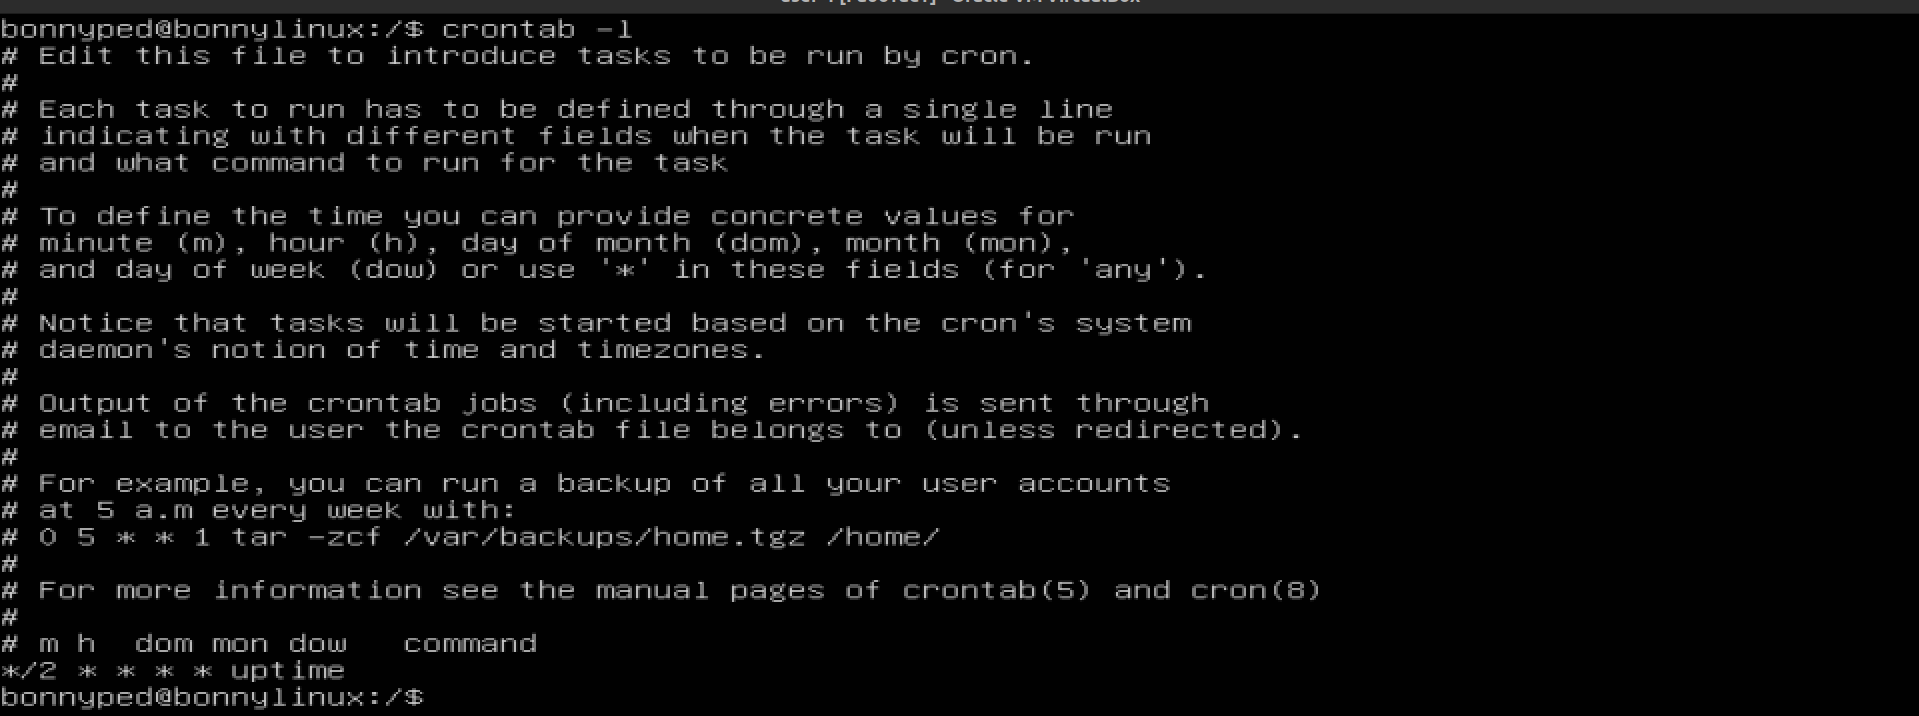 bonnyped@bonnylinux:/$ crontab -l
# Edit this file to introduce tasks to be run by cron.
#
# Each task to run has to be defined through a single line
# indicating with different fields when the task will be run
# and what command to run for the task
#
# To define the time you can provide concrete values for
# minute (m), hour (h), day of month (dom), month (mon),
# and day of week (dow) or use '*' in these fields (for 'any').
#
# Notice that tasks will be started based on the cron's system
# daemon's notion of time and timezones.
#
# Output of the crontab jobs (including errors) is sent through
# email to the user the crontab file belongs to (unless redirected).
#
# For example, you can run a backup of all your user accounts
# at 5 a.m every week with:
# 0 5 * * 1 tar -zcf /var/backups/home.tgz /home/
#
# For more information see the manual pages of crontab(5) and cron(8)
#
# m h  dom mon dow   command
*/2 * * * * uptime
bonnyped@bonnylinux:/$